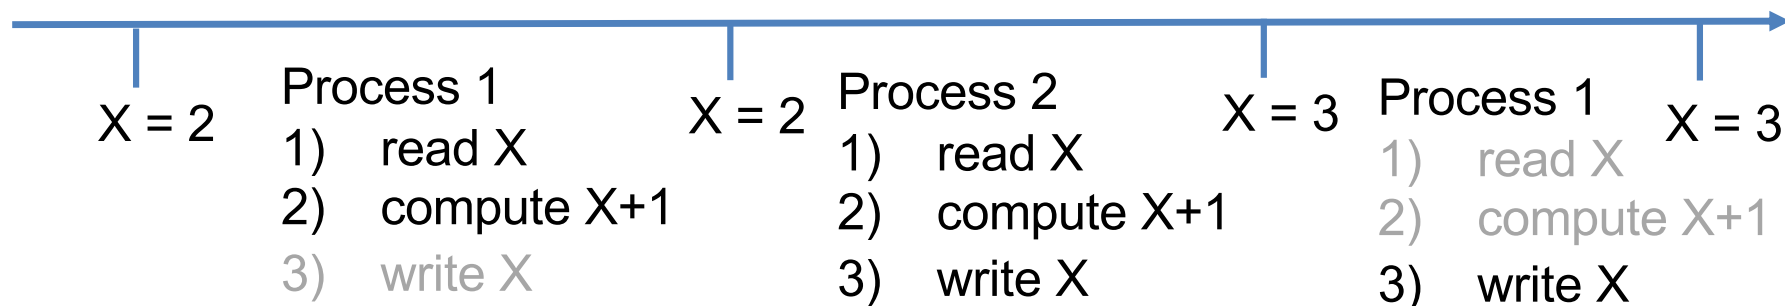 X = 2
Process 1
1) read X
2) compute X+1
3) write X
X = 2
Process 2
1) read X
2) compute X+1
3) write X
X = 3
Process 1
1) read X
2) compute X+1
3) write X
X = 3